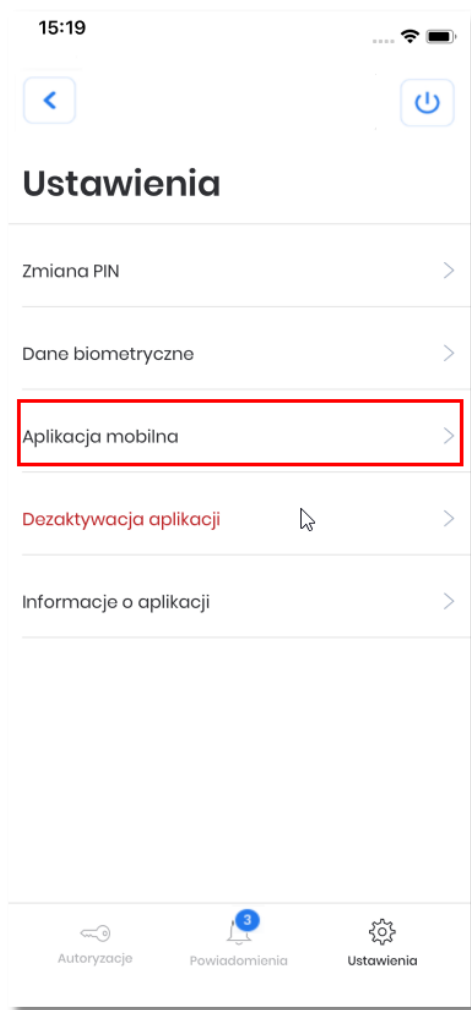 15:19
Ustawienia
Zmiana PIN
Dane biometryczne
Aplikacja mobilna
Dezaktywacja aplikacji
Informacje o aplikacji
3
Autoryzacje
Powiadomienia
Ustawienia